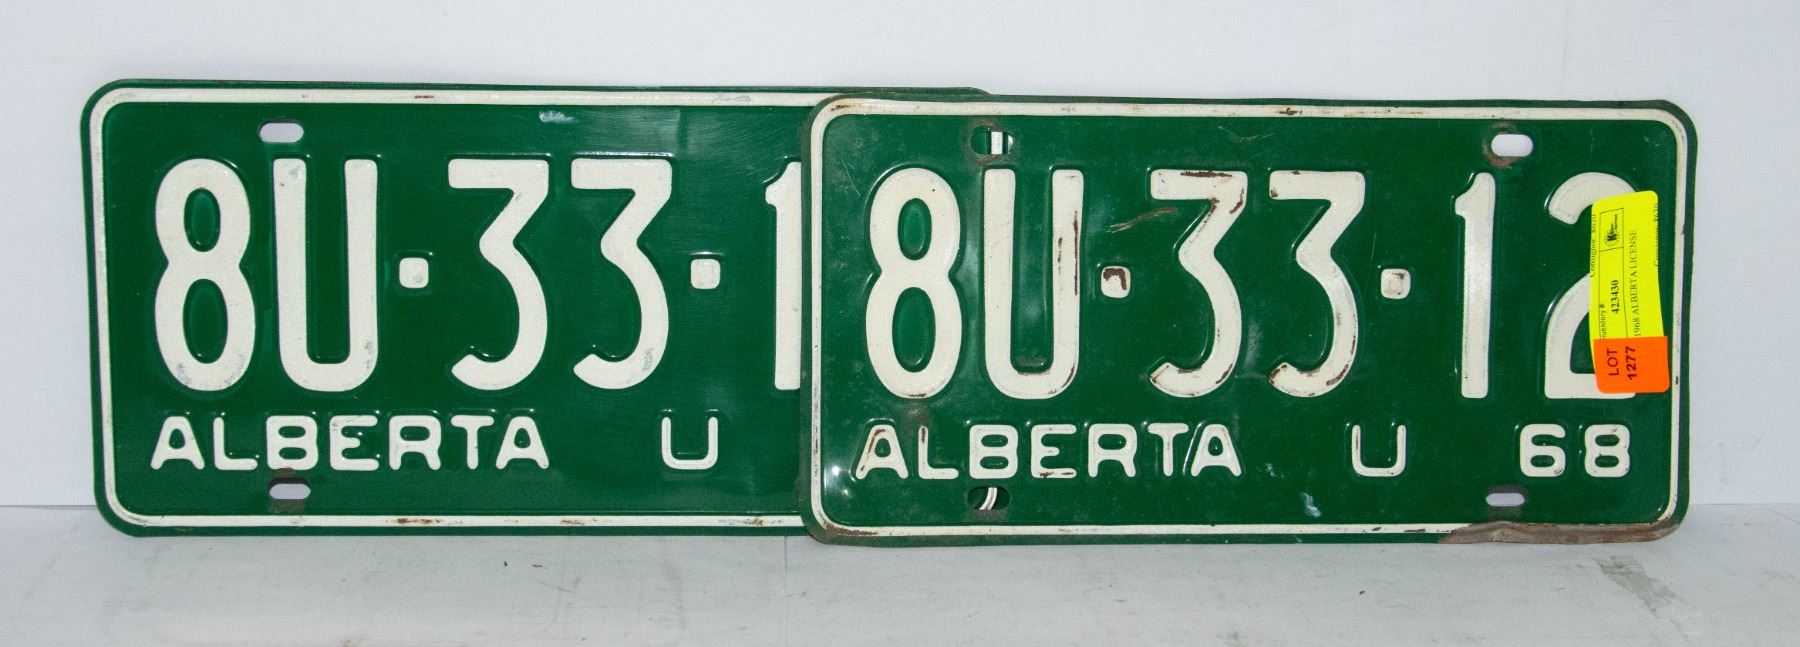 8U·33·1
ALBERTA U
8U·33·12
ALBERTA U 68
423430
1968 ALBERTA LICENSE
LOT
1277